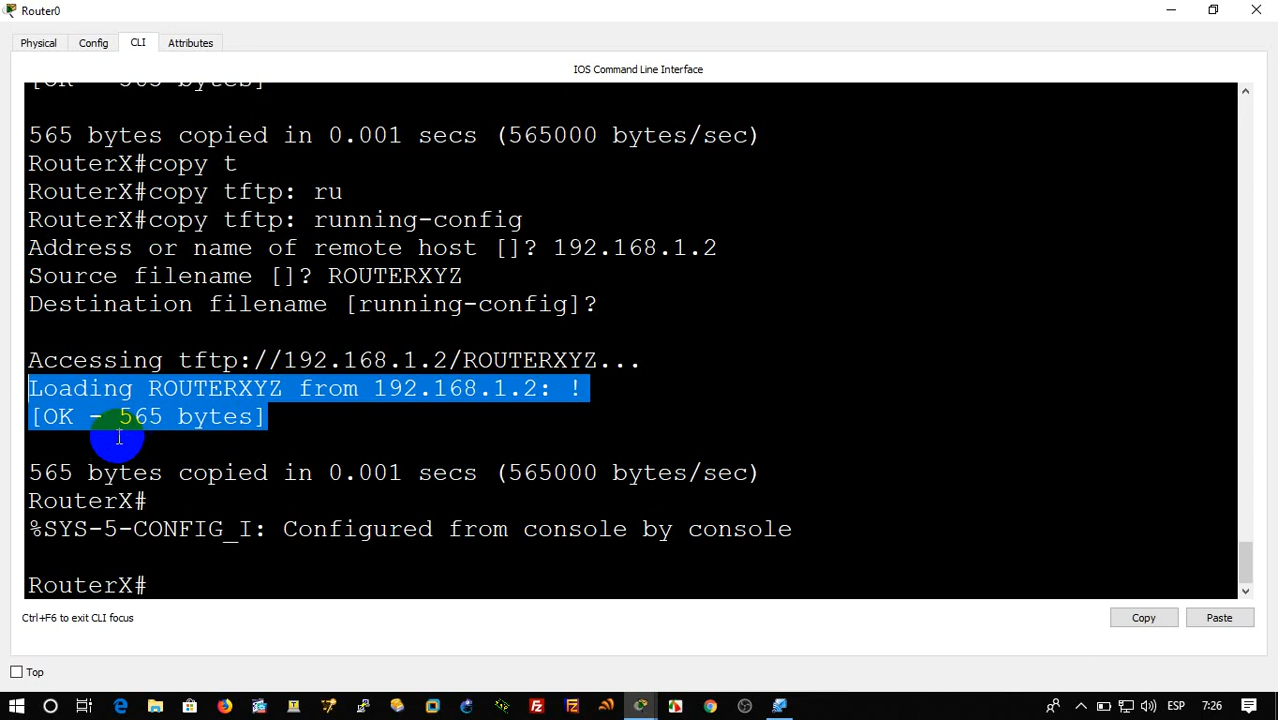 Router0
Physical
Config
CLI
Attributes
IOS Command Line Interface
[OK - 565 bytes]
565 bytes copied in 0.001 secs (565000 bytes/sec)
RouterX#copy t
RouterX#copy tftp: ru
RouterX#copy tftp: running-config
Address or name of remote host []? 192.168.1.2
Source filename []? ROUTERXYZ
Destination filename [running-config]?
Accessing tftp://192.168.1.2/ROUTERXYZ...
Loading ROUTERXYZ from 192.168.1.2: !
[OK - 565 bytes]
565 bytes copied in 0.001 secs (565000 bytes/sec)
RouterX#
%SYS-5-CONFIG_I: Configured from console by console
RouterX#
Ctrl+F6 to exit CLI focus
Copy
Paste
Top
ESP
7:26